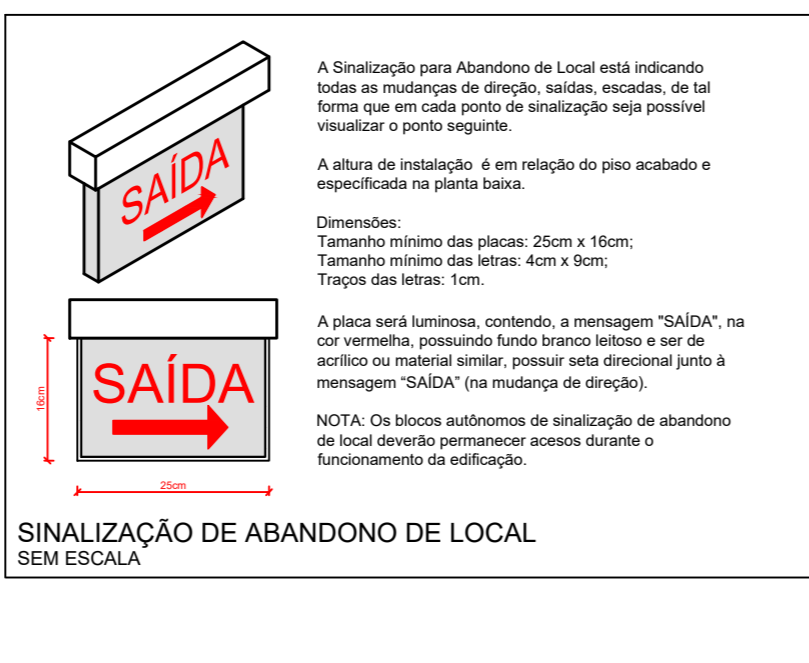 SAÍDA
A Sinalização para Abandono de Local está indicando
todas as mudanças de direção, saídas, escadas, de tal
forma que em cada ponto de sinalização seja possível
visualizar o ponto seguinte.
A altura de instalação é em relação do piso acabado e
específicada na planta baixa.
Dimensões:
Tamanho mínimo das placas: 25cm x 16cm;
Tamanho mínimo das letras: 4cm x 9cm;
Traços das letras: 1cm.
SAÍDA
16cm
25cm
A placa será luminosa, contendo, a mensagem "SAÍDA", na
cor vermelha, possuindo fundo branco leitoso e ser de
acrílico ou material similar, possuir seta direcional junto à
mensagem “SAÍDA” (na mudança de direção).
NOTA: Os blocos autônomos de sinalização de abandono
de local deverão permanecer acesos durante o
funcionamento da edificação.
SINALIZAÇÃO DE ABANDONO DE LOCAL
SEM ESCALA